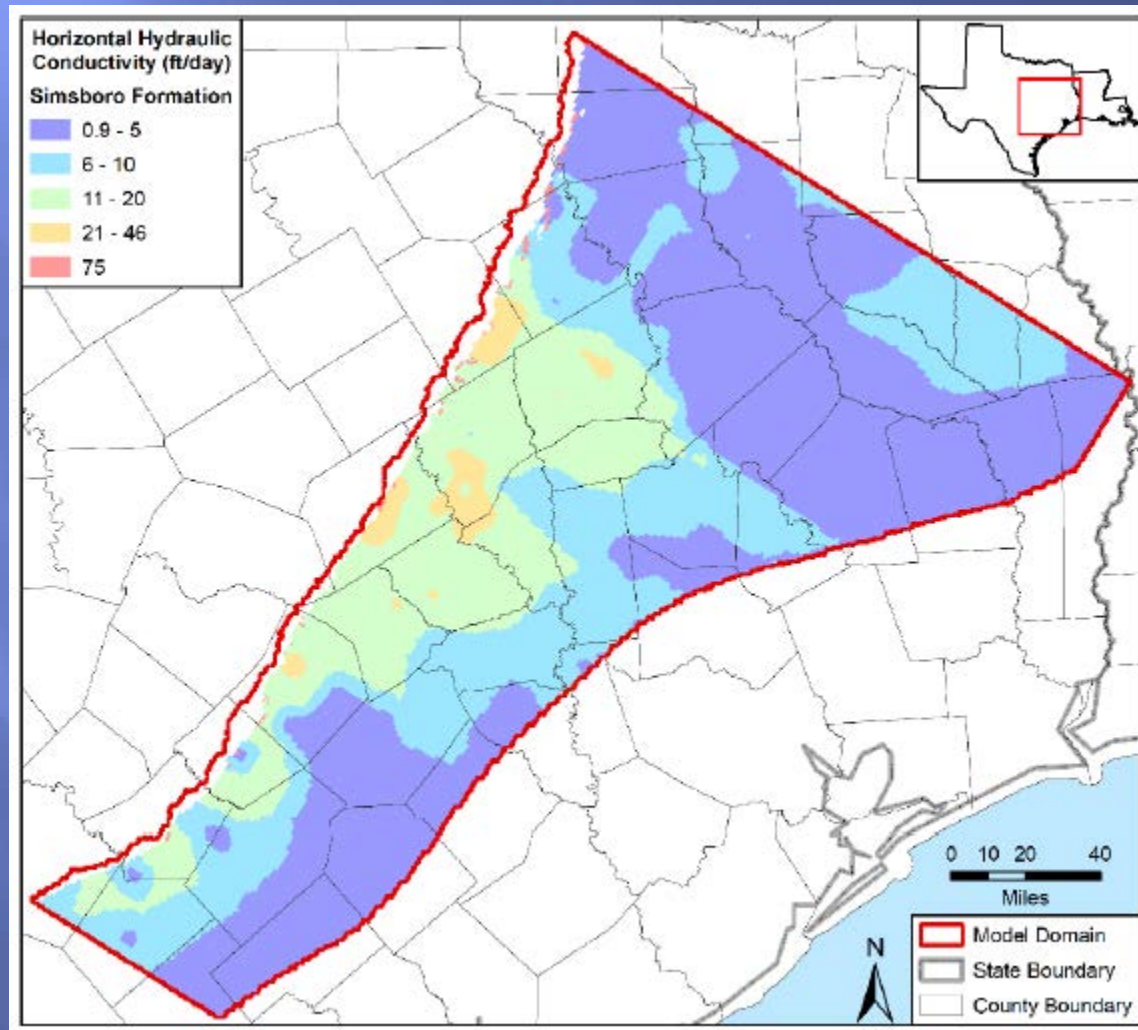 Horizontal Hydraulic
Conductivity (ft/day)
Simsboro Formation
0.9 - 5
6 - 10
11 - 20
21 - 46
75
0 10 20 40
Miles
N
Model Domain
State Boundary
County Boundary